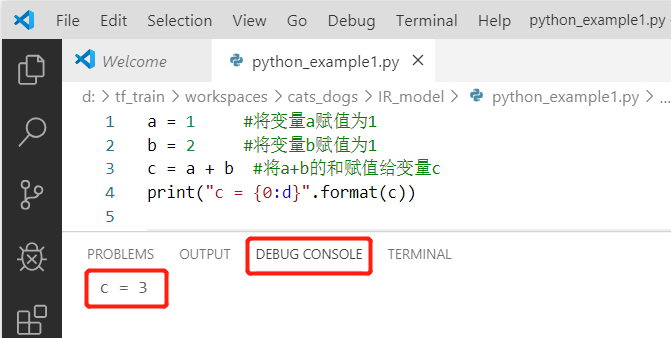 File Edit Selection View Go Debug Terminal Help python_example1.py
Welcome python_example1.py
d: > tf_train > workspaces > cats_dogs > IR_model > python_example1.py > ...
1 a = 1 #将变量a赋值为1
2 b = 2 #将变量b赋值为1
3 c = a + b #将a+b的和赋值给变量c
4 print("c = {0:d}".format(c))
5
PROBLEMS OUTPUT DEBUG CONSOLE TERMINAL
c = 3